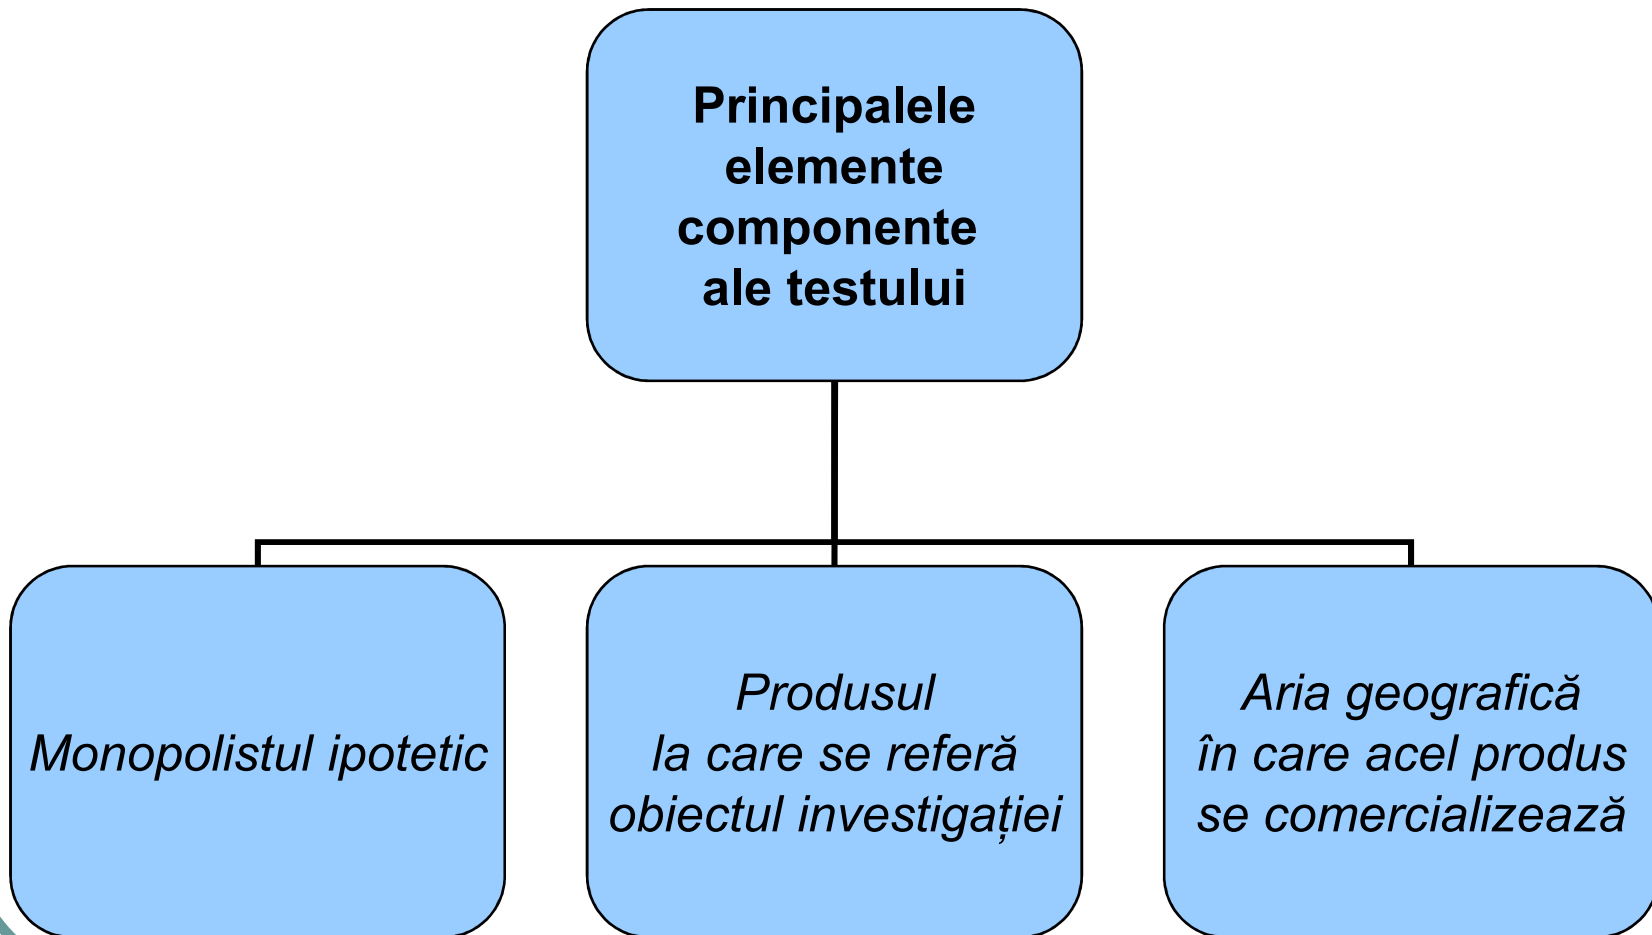 Principalele
elemente
componente
ale testului
Monopolistul ipotetic
Produsul
la care se referă
obiectul investigației
Aria geografică
în care acel produs
se comercializează